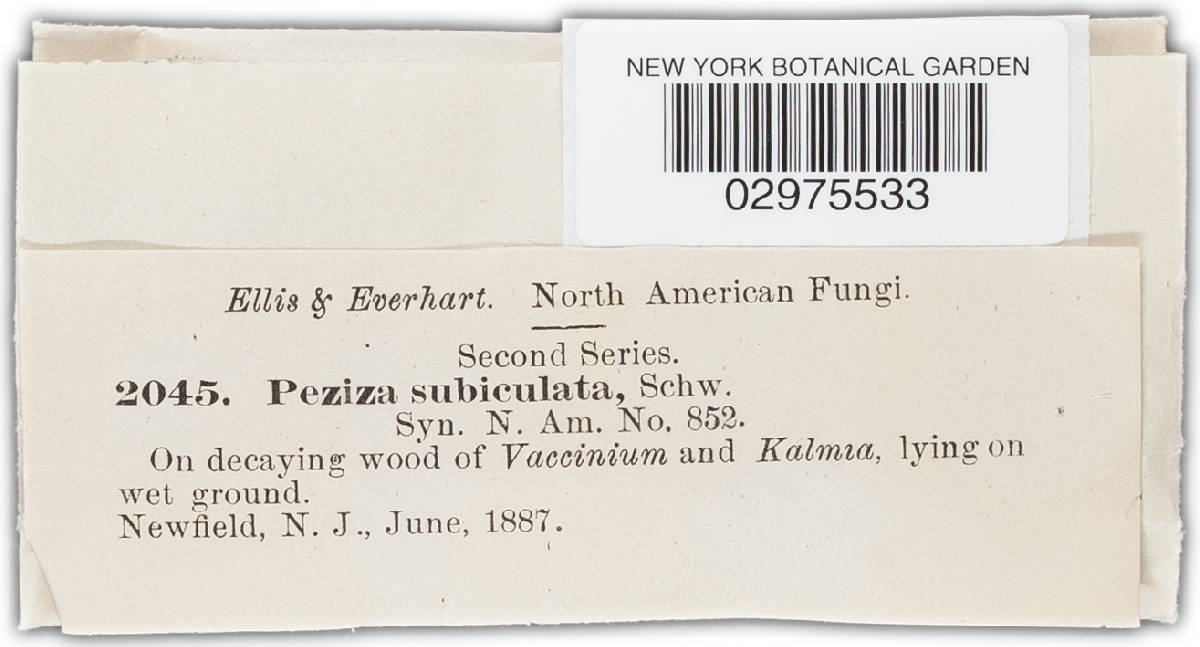 NEW YORK BOTANICAL GARDEN
02975533
Ellis & Everhart. North American Fungi.
Second Series.
2045. Peziza subiculata, Schw.
Syn. N. Am. No. 852.
On decaying wood of Vaccinium and Kalmia, lying on
wet ground.
Newfield, N. J., June, 1887.